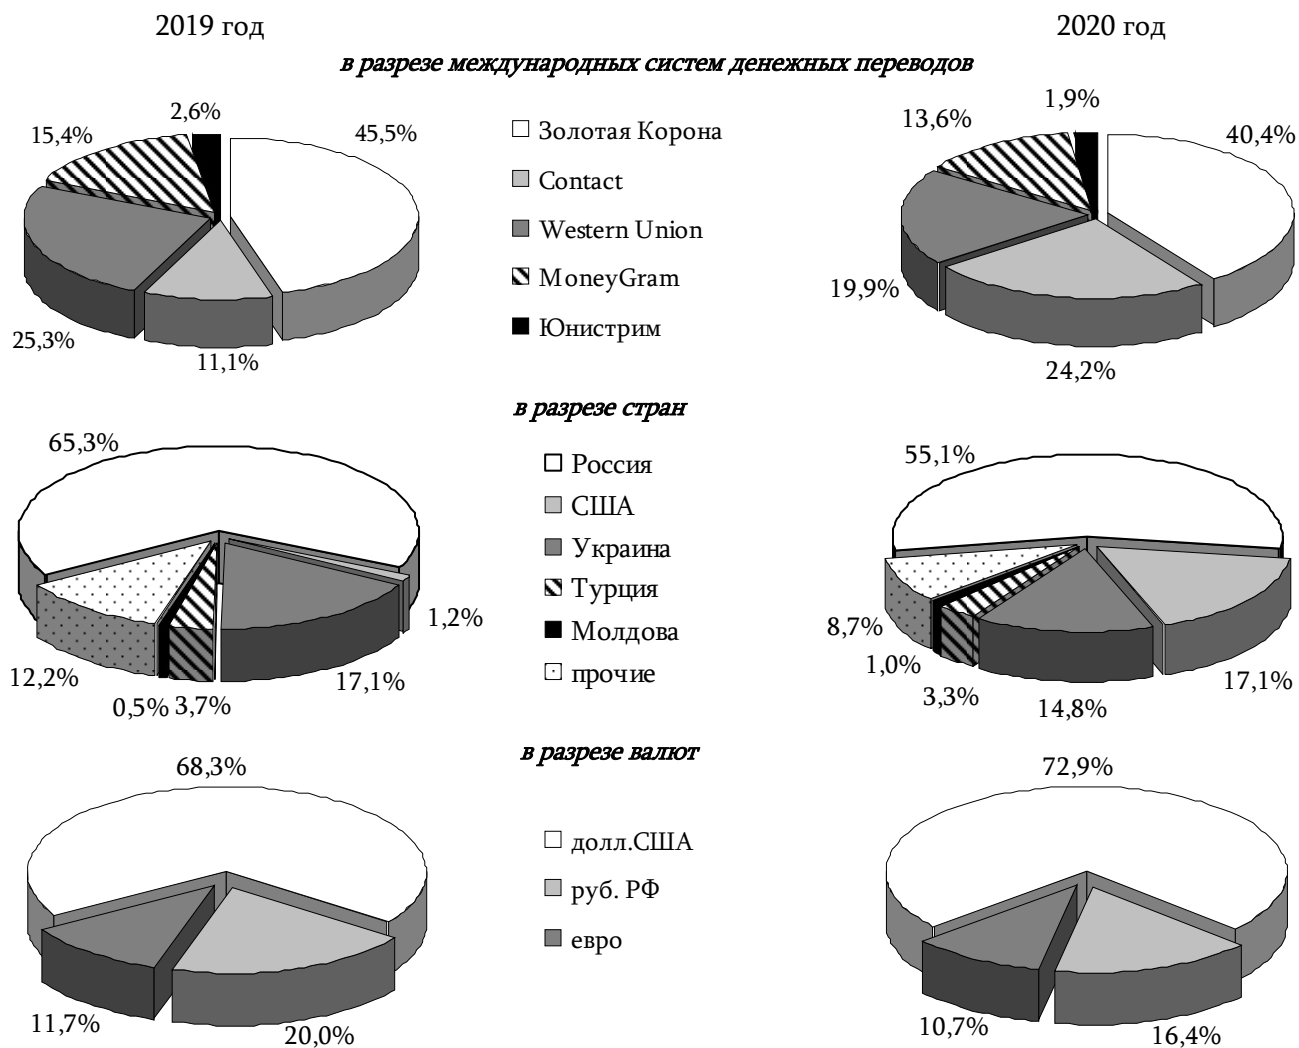 2019 год
2020 год
в разрезе международных систем денежных переводов
2,6%
15,4%
45,5%
25,3%
11,1%
Золотая Корона
Contact
Western Union
MoneyGram
Юнистрим
1,9%
13,6%
40,4%
19,9%
24,2%
в разрезе стран
65,3%
1,2%
12,2%
17,1%
0,5%
3,7%
Россия
США
Украина
Турция
Молдова
прочие
55,1%
8,7%
1,0%
3,3%
14,8%
17,1%
в разрезе валют
68,3%
11,7%
20,0%
долл.США
руб. РФ
евро
72,9%
10,7%
16,4%